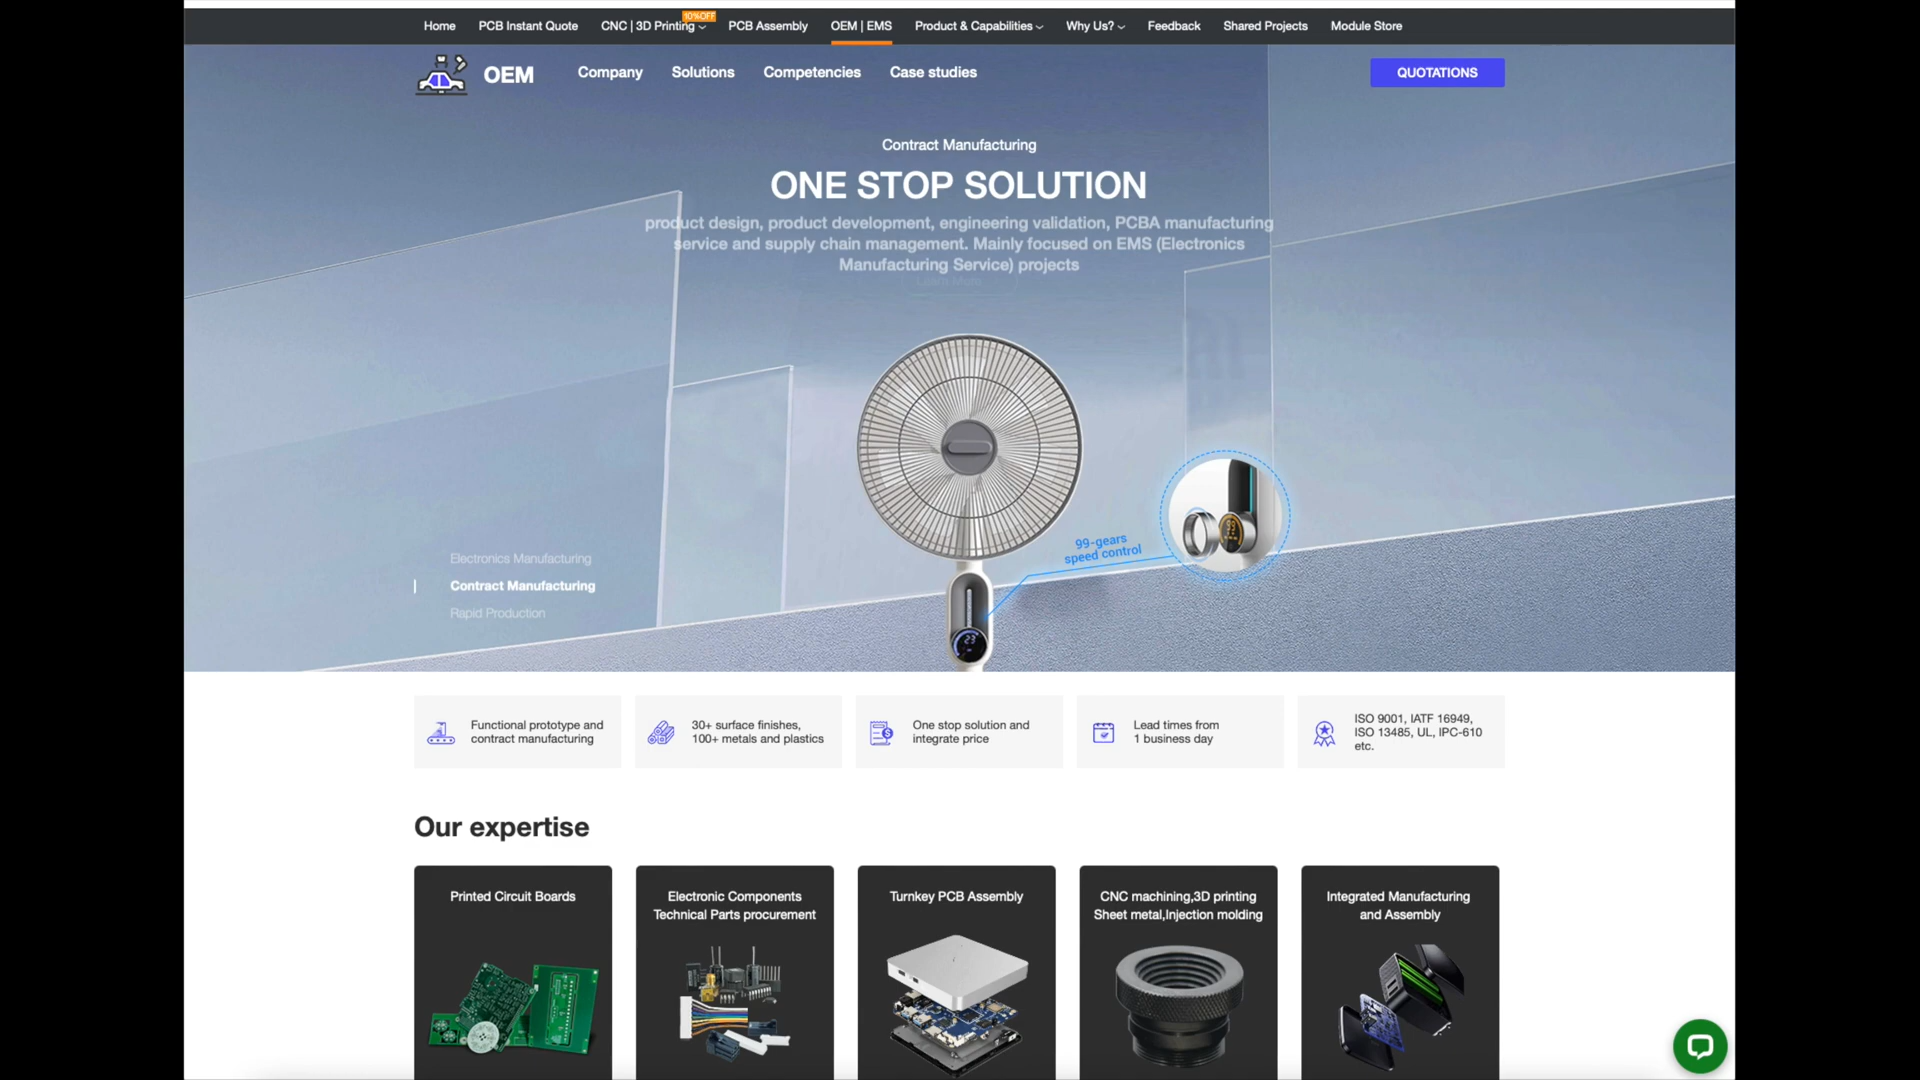 Home PCB Instant Quote CNC | 3D Printing 10%OFF PCB Assembly OEM | EMS Product & Capabilities Why Us? Feedback Shared Projects Module Store
OEM Company Solutions Competencies Case studies QUOTATIONS
Contract Manufacturing
ONE STOP SOLUTION
product design, product development, engineering validation, PCBA manufacturing
service and supply chain management. Mainly focused on EMS (Electronics
Manufacturing Service) projects
Learn More
99-gears
speed control
23
Electronics Manufacturing
Contract Manufacturing
Rapid Production
Functional prototype and
contract manufacturing
30+ surface finishes,
100+ metals and plastics
One stop solution and
integrate price
Lead times from
1 business day
ISO 9001, IATF 16949,
ISO 13485, UL, IPC-610
etc.
Our expertise
Printed Circuit Boards
Electronic Components
Technical Parts procurement
Turnkey PCB Assembly
CNC machining,3D printing
Sheet metal,Injection molding
Integrated Manufacturing
and Assembly